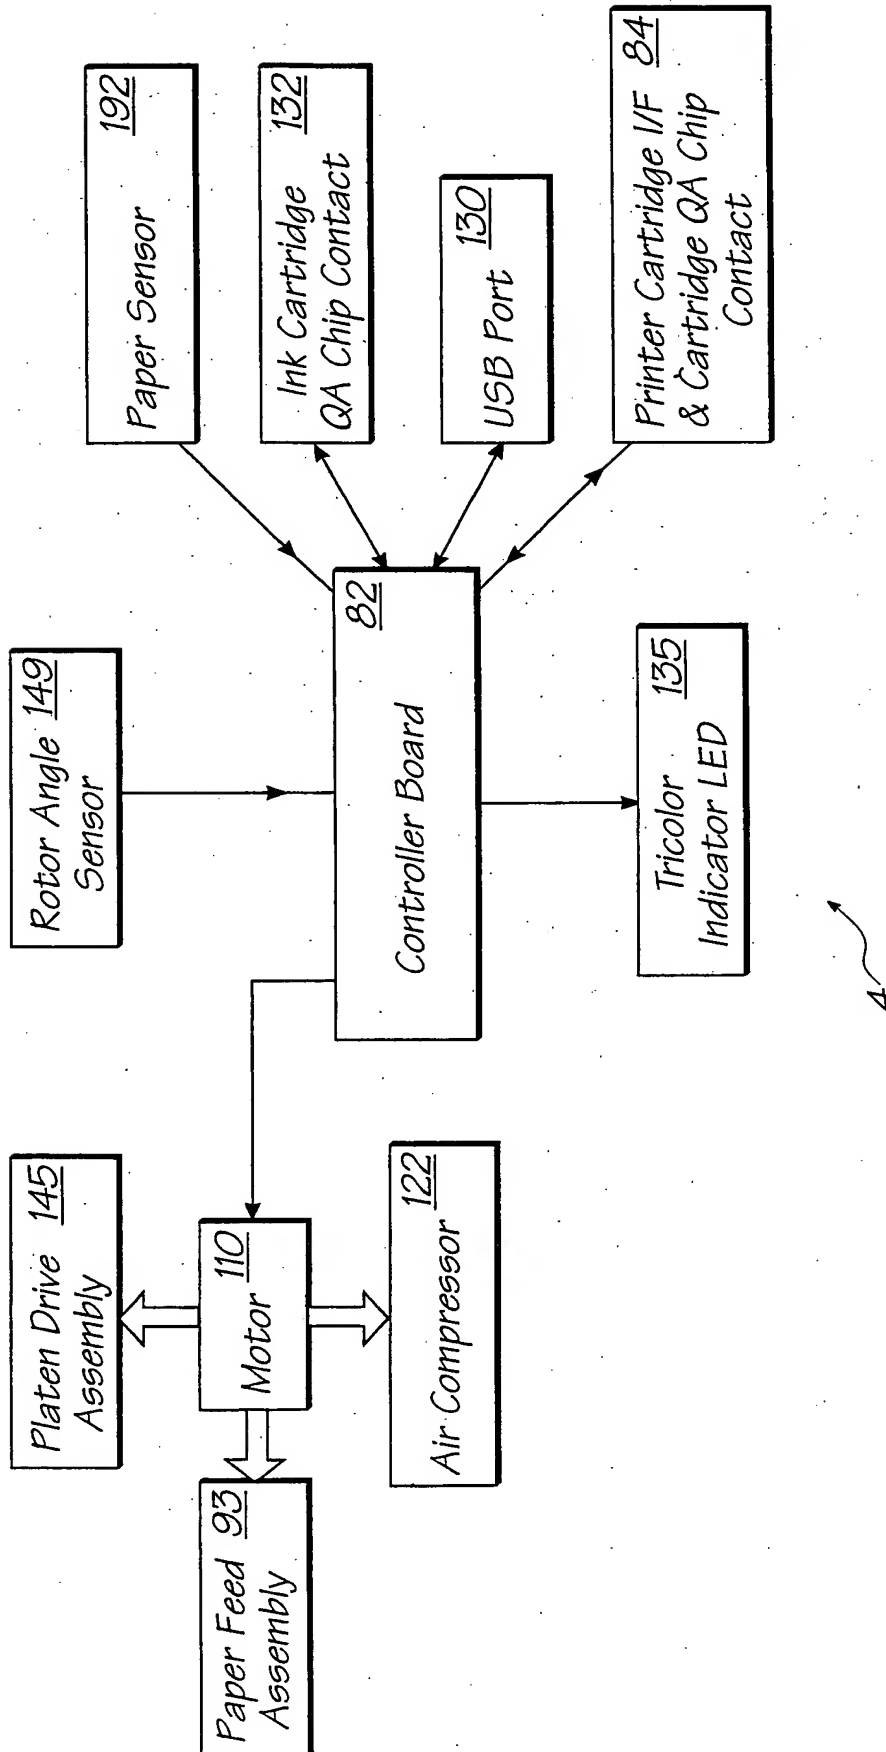 Platen Drive 145
Assembly
Rotor Angle 149
Sensor
Paper Sensor 192
Paper Feed 93
Assembly
Motor 110
Controller Board 82
Ink Cartridge 132
QA Chip Contact
Air Compressor 122
USB Port 130
Tricolor 135
Indicator LED
Printer Cartridge I/F 84
& Cartridge QA Chip
Contact
4